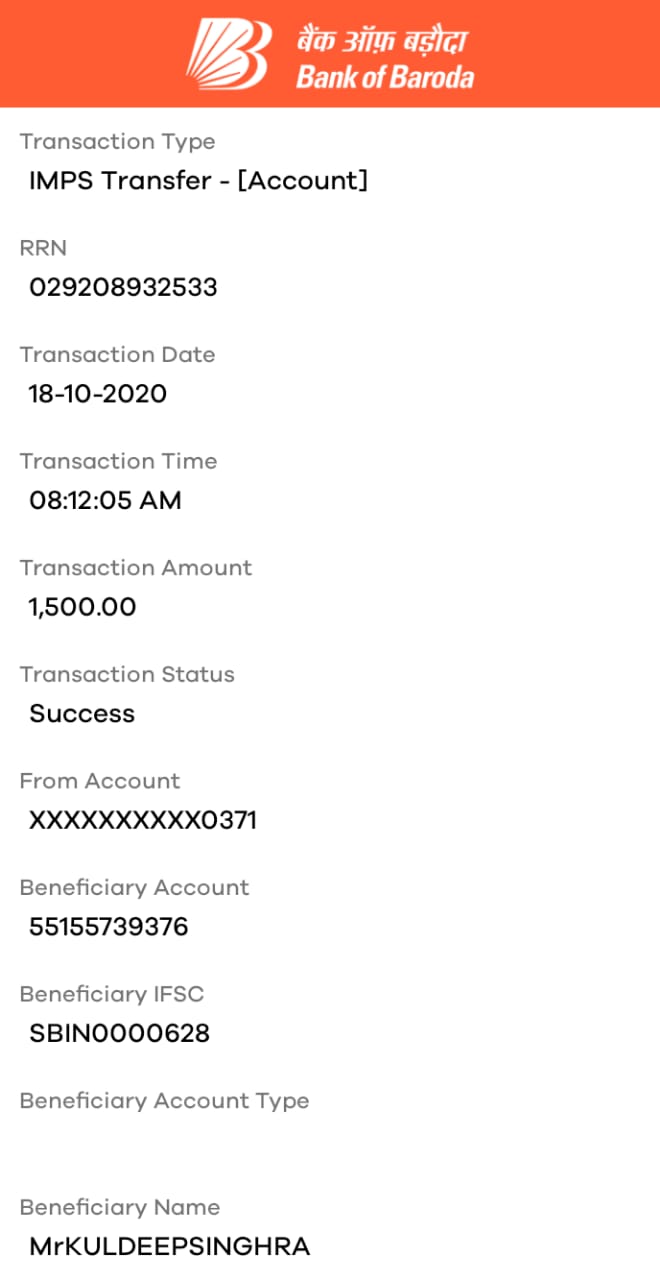 बैंक ऑफ़ बड़ौदा
Bank of Baroda
Transaction Type
IMPS Transfer - [Account]
RRN
029208932533
Transaction Date
18-10-2020
Transaction Time
08:12:05 AM
Transaction Amount
1,500.00
Transaction Status
Success
From Account
XXXXXXXXXX0371
Beneficiary Account
55155739376
Beneficiary IFSC
SBIN0000628
Beneficiary Account Type
Beneficiary Name
MrKULDEEPSINGHRA